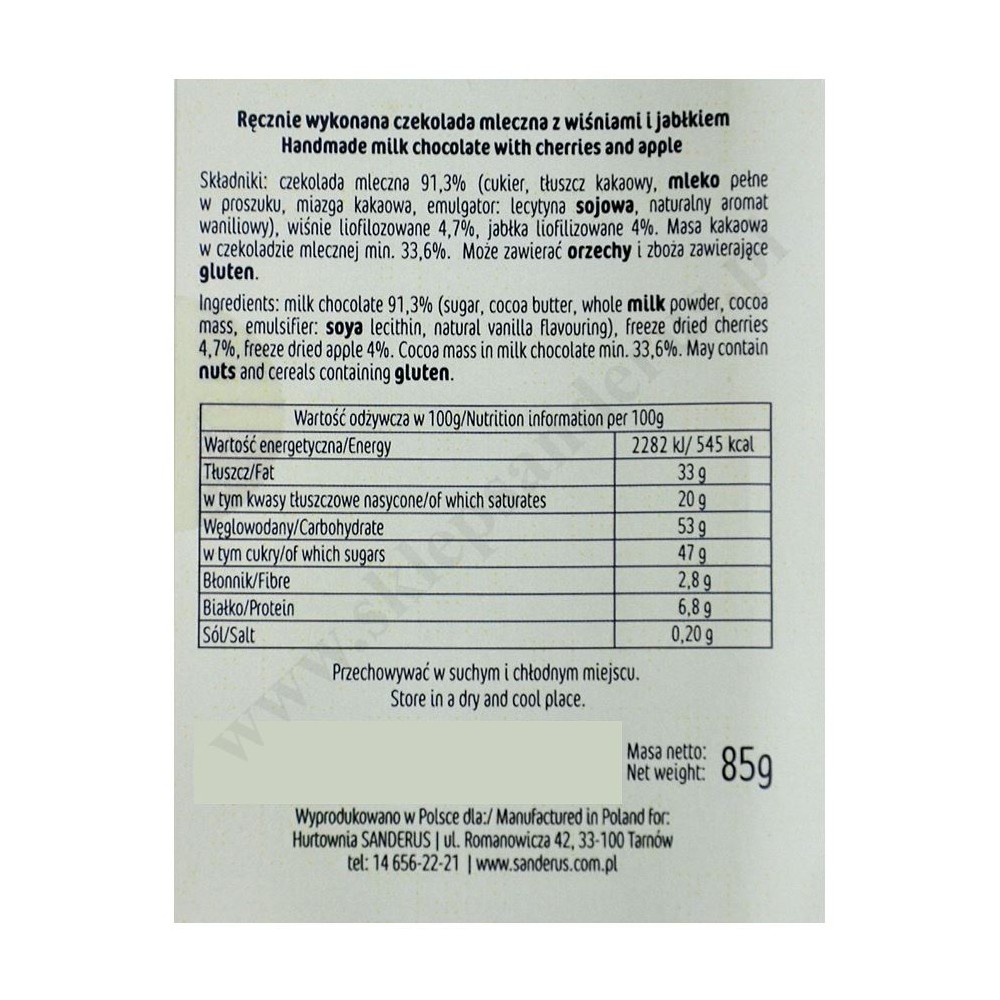 Ręcznie wykonana czekolada mleczna z wiśniami i jabłkiem
Handmade milk chocolate with cherries and apple
Składniki: czekolada mleczna 91,3% (cukier, tłuszcz kakaowy, mleko pełne
w proszuku, miazga kakaowa, emulgator: lecytyna sojowa, naturalny aromat
waniliowy), wiśnie liofilozowane 4,7%, jabłka liofilizowane 4%. Masa kakaowa
w czekoladzie mlecznej min. 33,6%. Może zawierać orzechy i zboża zawierające
gluten.
Ingredients: milk chocolate 91,3% (sugar, cocoa butter, whole milk powder, cocoa
mass, emulsifier: soya lecithin, natural vanilla flavouring), freeze dried cherries
4,7%, freeze dried apple 4%. Cocoa mass in milk chocolate min. 33,6%. May contain
nuts and cereals containing gluten.
Wartość odżywcza w 100g/Nutrition information per 100g
Wartość energetyczna/Energy 2282 kJ/ 545 kcal
Tłuszcz/Fat 33 g
w tym kwasy tłuszczowe nasycone/of which saturates 20 g
Węglowodany/Carbohydrate 53 g
w tym cukry/of which sugars 47 g
Błonnik/Fibre 2,8 g
Białko/Protein 6,8 g
Sól/Salt 0,20 g
Przechowywać w suchym i chłodnym miejscu.
Store in a dry and cool place.
Masa netto:
Net weight: 85g
Wyprodukowano w Polsce dla:/ Manufactured in Poland for:
Hurtownia SANDERUS | ul. Romanowicza 42, 33-100 Tarnów
tel: 14 656-22-21 | www.sanderus.com.pl